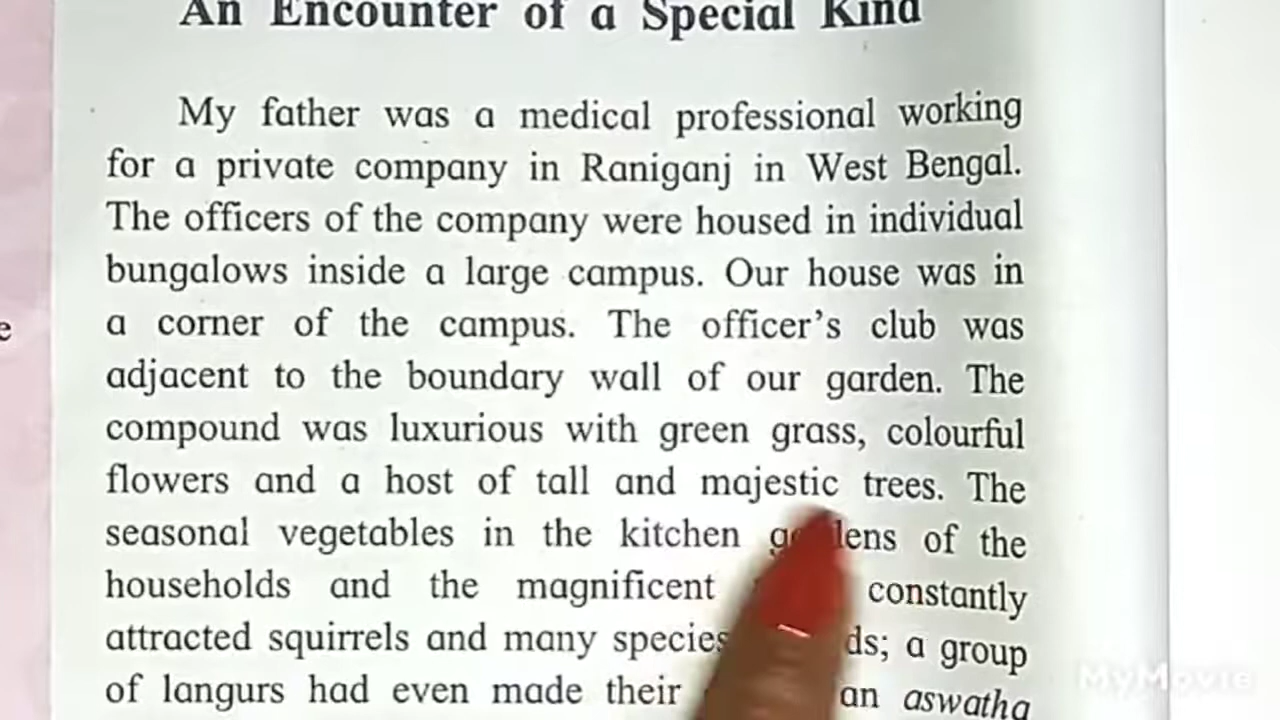 An Encounter of a Special Kind
My father was a medical professional working
for a private company in Raniganj in West Bengal.
The officers of the company were housed in individual
bungalows inside a large campus. Our house was in
a corner of the campus. The officer's club was
adjacent to the boundary wall of our garden. The
compound was luxurious with green grass, colourful
flowers and a host of tall and majestic trees. The
seasonal vegetables in the kitchen of the
households and the magnificent constantly
attracted squirrels and many species a group
of langurs had even made their an aswatha
MyMovie